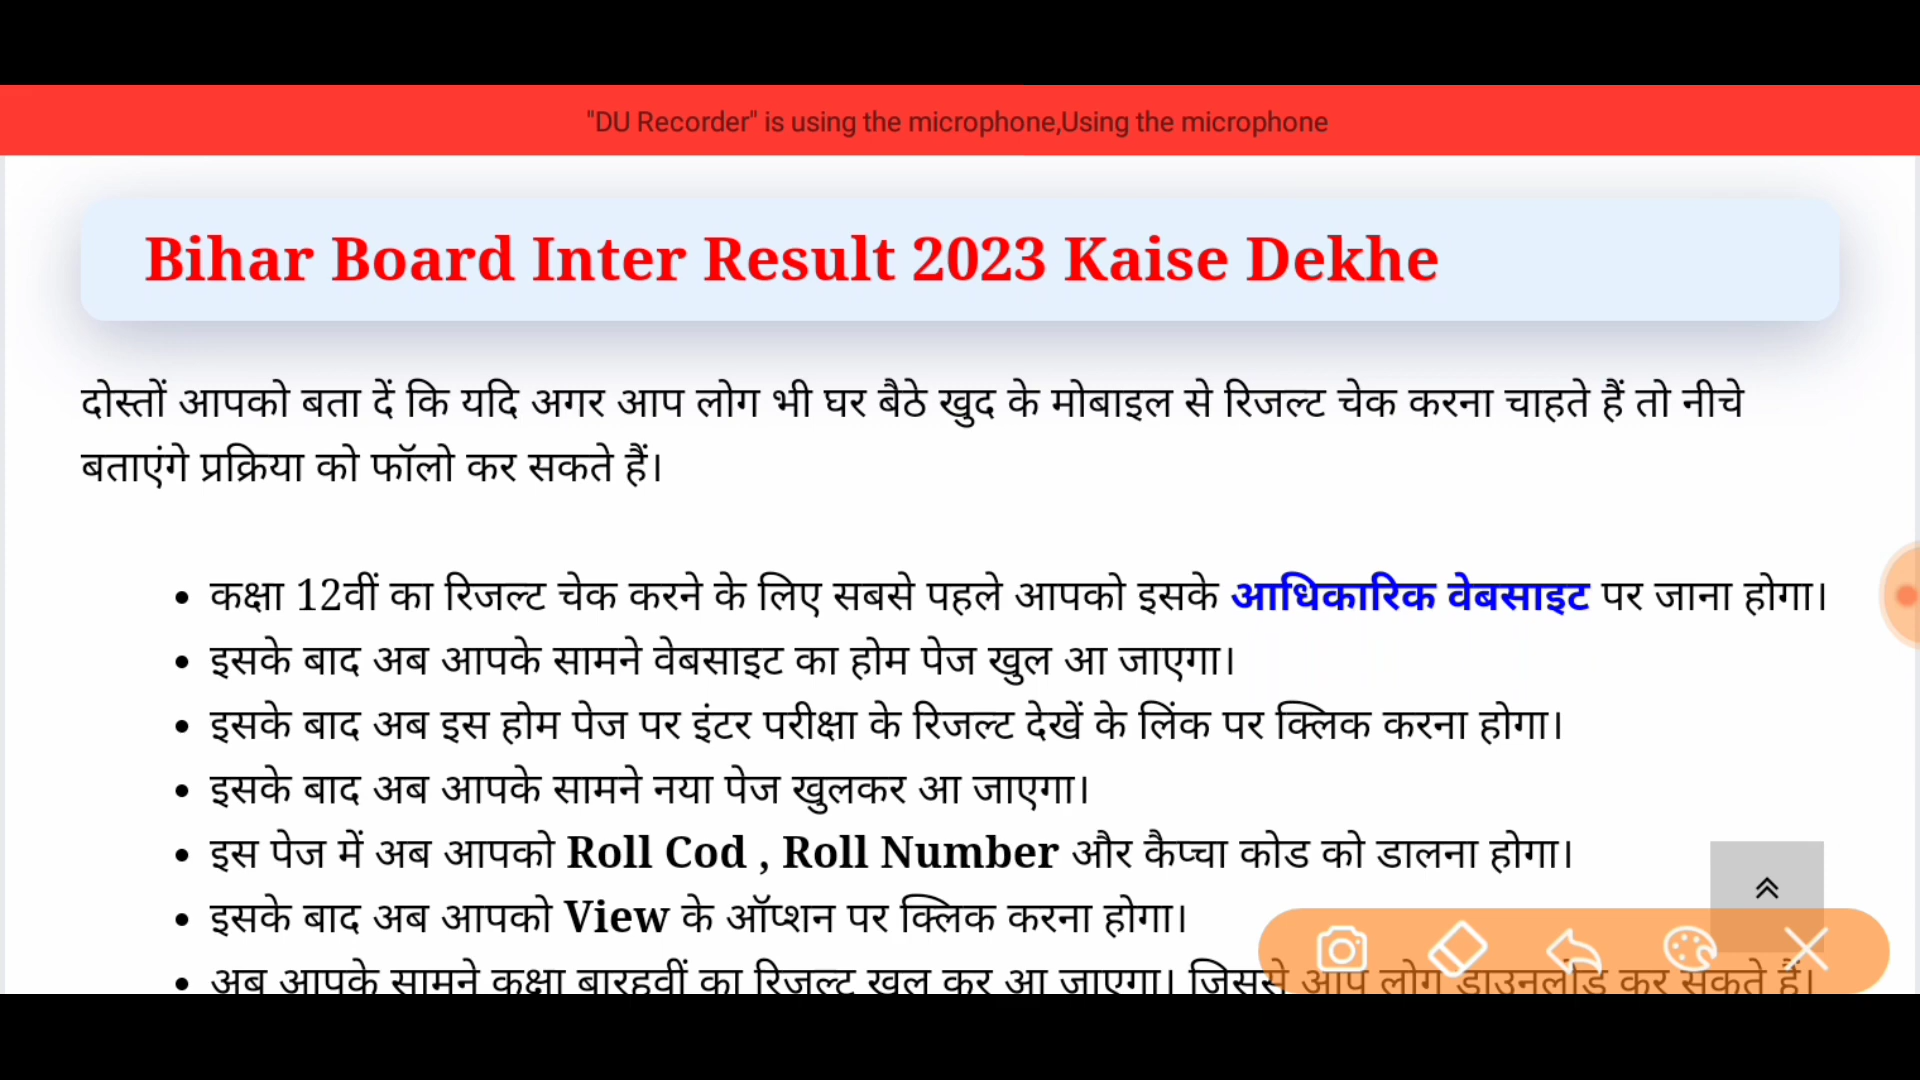 "DU Recorder" is using the microphone,Using the microphone
Bihar Board Inter Result 2023 Kaise Dekhe
दोस्तों आपको बता दें कि यदि अगर आप लोग भी घर बैठे खुद के मोबाइल से रिजल्ट चेक करना चाहते हैं तो नीचे
बताएंगे प्रक्रिया को फॉलो कर सकते हैं।
• कक्षा 12वीं का रिजल्ट चेक करने के लिए सबसे पहले आपको इसके आधिकारिक वेबसाइट पर जाना होगा।
• इसके बाद अब आपके सामने वेबसाइट का होम पेज खुल आ जाएगा।
• इसके बाद अब इस होम पेज पर इंटर परीक्षा के रिजल्ट देखें के लिंक पर क्लिक करना होगा।
• इसके बाद अब आपके सामने नया पेज खुलकर आ जाएगा।
• इस पेज में अब आपको Roll Cod , Roll Number और कैप्चा कोड को डालना होगा।
• इसके बाद अब आपको View के ऑप्शन पर क्लिक करना होगा।
• अब आपके सामने कक्षा बारहवीं का रिजल्ट खुल कर आ जाएगा। जिससे आप लोग डाउनलोड कर सकते हैं।